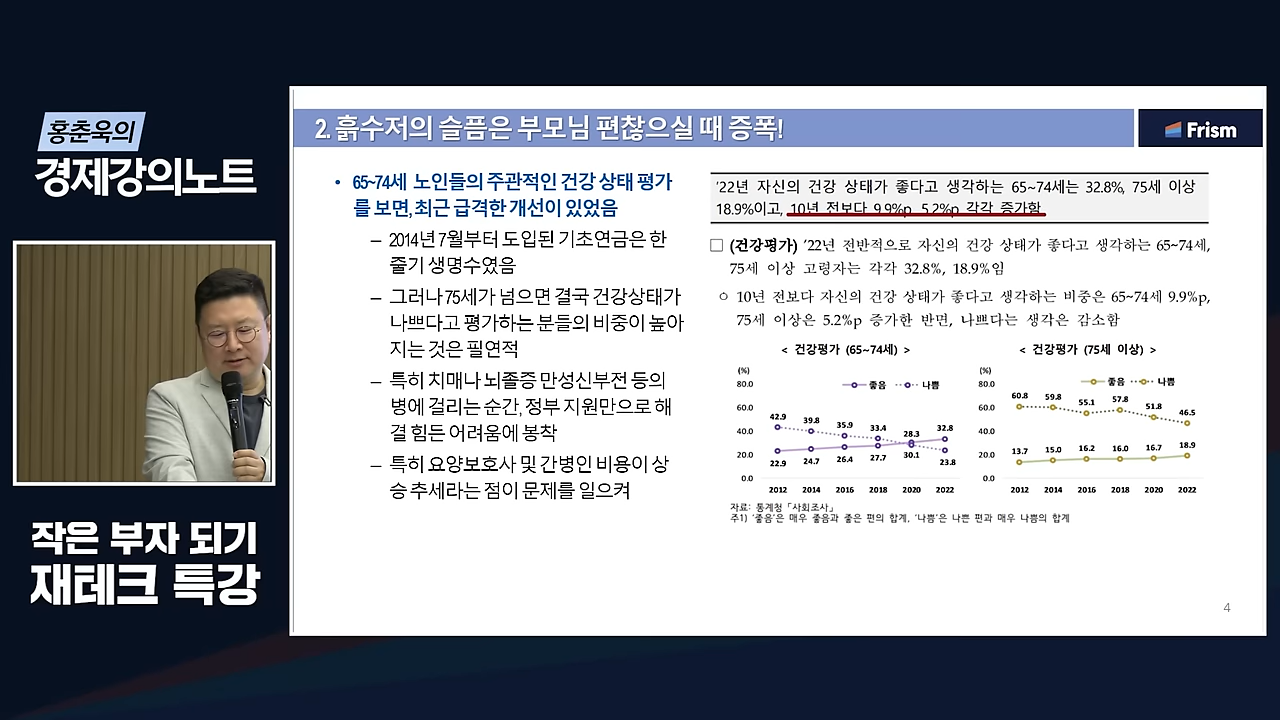 홍춘욱의
경제강의노트
작은 부자 되기
재테크 특강
2. 흙수저의 슬픔은 부모님 편찮으실 때 증폭!
Frism
• 65~74세 노인들의 주관적인 건강 상태 평가
를 보면, 최근 급격한 개선이 있었음
– 2014년 7월부터 도입된 기초연금은 한
줄기 생명수였음
– 그러나 75세가 넘으면 결국 건강상태가
나쁘다고 평가하는 분들의 비중이 높아
지는 것은 필연적
– 특히 치매나 뇌졸증 만성신부전 등의
병에 걸리는 순간, 정부 지원만으로 해
결 힘든 어려움에 봉착
– 특히 요양보호사 및 간병인 비용이 상
승 추세라는 점이 문제를 일으켜
'22년 자신의 건강 상태가 좋다고 생각하는 65~74세는 32.8%, 75세 이상
18.9%이고, 10년 전보다 9.9%p, 5.2%p 각각 증가함
□ (건강평가) '22년 전반적으로 자신의 건강 상태가 좋다고 생각하는 65~74세,
75세 이상 고령자는 각각 32.8%, 18.9%임
○ 10년 전보다 자신의 건강 상태가 좋다고 생각하는 비중은 65~74세 9.9%p,
75세 이상은 5.2%p 증가한 반면, 나쁘다는 생각은 감소함
< 건강평가 (65~74세) >
(%)
좋음 나쁨
80.0
60.0
40.0
20.0
0.0
42.9 39.8 35.9 33.4 28.3 32.8
22.9 24.7 26.4 27.7 30.1 23.8
2012 2014 2016 2018 2020 2022
< 건강평가 (75세 이상) >
(%)
좋음 나쁨
80.0
60.0
40.0
20.0
0.0
60.8 59.8 55.1 57.8 51.8 46.5
13.7 15.0 16.2 16.0 16.7 18.9
2012 2014 2016 2018 2020 2022
자료: 통계청「사회조사」
주1) '좋음'은 매우 좋음과 좋은 편의 합계, '나쁨'은 나쁜 편과 매우 나쁨의 합계
4